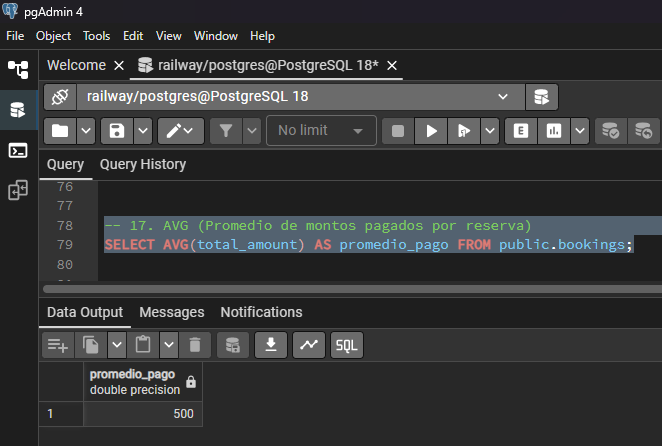 pgAdmin 4
File Object Tools Edit View Window Help
Welcome railway/postgres@PostgreSQL 18*
railway/postgres@PostgreSQL 18
No limit
E
Query Query History
76
77
78 -- 17. AVG (Promedio de montos pagados por reserva)
79 SELECT AVG(total_amount) AS promedio_pago FROM public.bookings;
80
Data Output Messages Notifications
SQL
promedio_pago
double precision
1 500